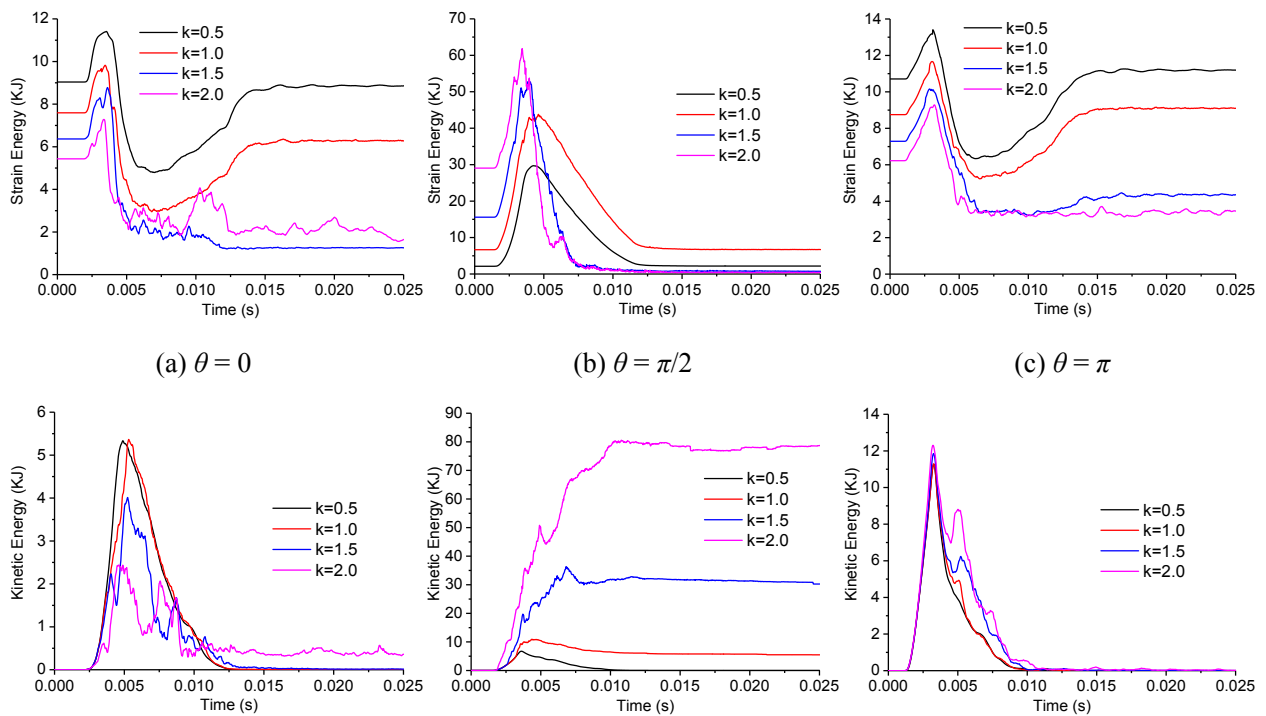 12
10
8
6
4
2
0
Strain Energy (KJ)
k=0.5
k=1.0
k=1.5
k=2.0
0.000 0.005 0.010 0.015 0.020 0.025
Time (s)
70
60
50
40
30
20
10
0
Strain Energy (KJ)
k=0.5
k=1.0
k=1.5
k=2.0
0.000 0.005 0.010 0.015 0.020 0.025
Time (s)
14
12
10
8
6
4
2
0
Strain Energy (KJ)
k=0.5
k=1.0
k=1.5
k=2.0
0.000 0.005 0.010 0.015 0.020 0.025
Time (s)
(a) θ = 0
(b) θ = π/2
(c) θ = π
6
5
4
3
2
1
0
Kinetic Energy (KJ)
k=0.5
k=1.0
k=1.5
k=2.0
0.000 0.005 0.010 0.015 0.020 0.025
Time (s)
90
80
70
60
50
40
30
20
10
0
Kinetic Energy (KJ)
k=0.5
k=1.0
k=1.5
k=2.0
0.000 0.005 0.010 0.015 0.020 0.025
Time (s)
14
12
10
8
6
4
2
0
Kinetic Energy (KJ)
k=0.5
k=1.0
k=1.5
k=2.0
0.000 0.005 0.010 0.015 0.020 0.025
Time (s)